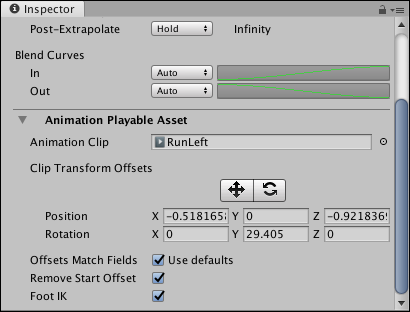 Inspector
Post-Extrapolate Hold Infinity
Blend Curves
In Auto
Out Auto
Animation Playable Asset
Animation Clip RunLeft
Clip Transform Offsets
Position X -0.518165 Y 0 Z -0.921836
Rotation X 0 Y 29.405 Z 0
Offsets Match Fields Use defaults
Remove Start Offset
Foot IK